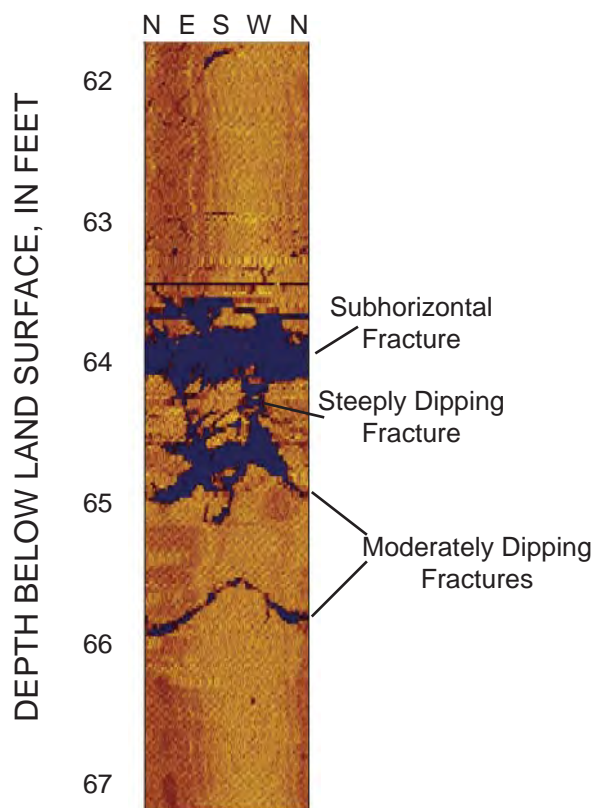 N E S W N
DEPTH BELOW LAND SURFACE, IN FEET
62
63
64
65
66
67
Subhorizontal
Fracture
Steeply Dipping
Fracture
Moderately Dipping
Fractures